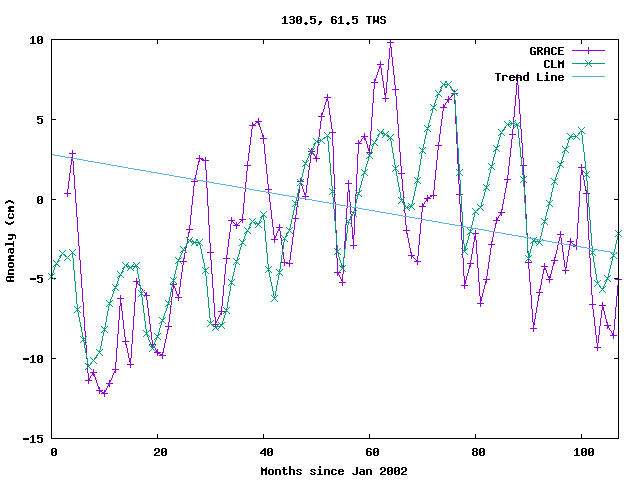 130.5, 61.5 TWS
GRACE
CLM
Trend Line
10
5
0
-5
-10
-15
Anomaly (cm)
0 20 40 60 80 100
Months since Jan 2002